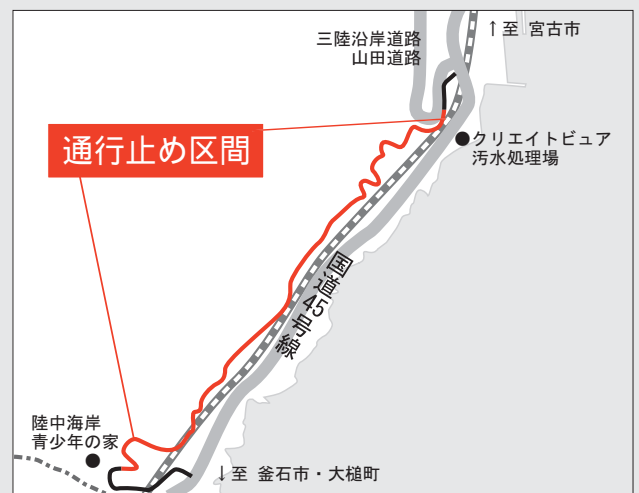 三陸沿岸道路
山田道路
↑至 宮古市
通行止め区間
クリエイトピュア
汚水処理場
国道45号線
陸中海岸
青少年の家
↓至 釜石市・大槌町